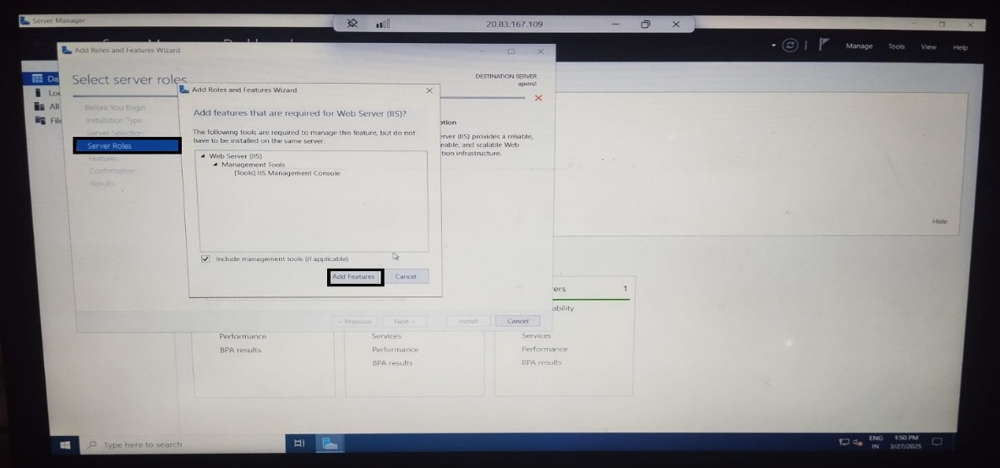 Server Manager
20.83.167.109
Manage
Tools
View
Help
Add Roles and Features Wizard
Select server roles
DESTINATION SERVER
apvm2
Before You Begin
Installation Type
Server Selection
Server Roles
Features
Confirmation
Results
Add Roles and Features Wizard
Add features that are required for Web Server (IIS)?
The following tools are required to manage this feature, but do not
have to be installed on the same server.
Web Server (IIS)
Management Tools
[Tools] IIS Management Console
Include management tools (if applicable)
Add Features
Cancel
ption
erver (IIS) provides a reliable,
eable, and scalable Web
tion infrastructure.
< Previous
Next >
Install
Cancel
Da
Lo
All
File
Hide
ers
1
ability
Performance
BPA results
Services
Performance
BPA results
Services
Performance
BPA results
Type here to search
ENG
IN
1:50 PM
3/27/2025